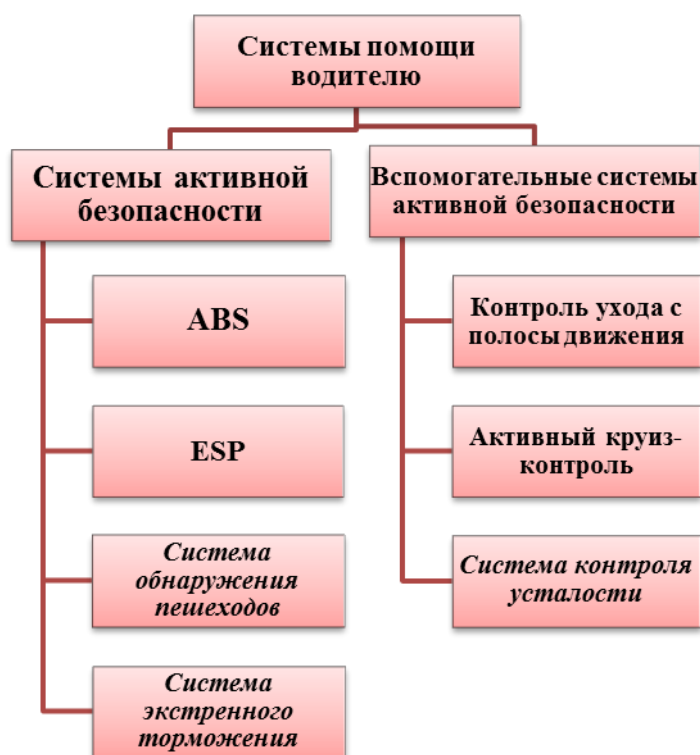 Системы помощи
водителю
Системы активной
безопасности
ABS
ESP
Система
обнаружения
пешеходов
Система
экстренного
торможения
Вспомогательные системы
активной безопасности
Контроль ухода с
полосы движения
Активный круиз-
контроль
Система контроля
усталости